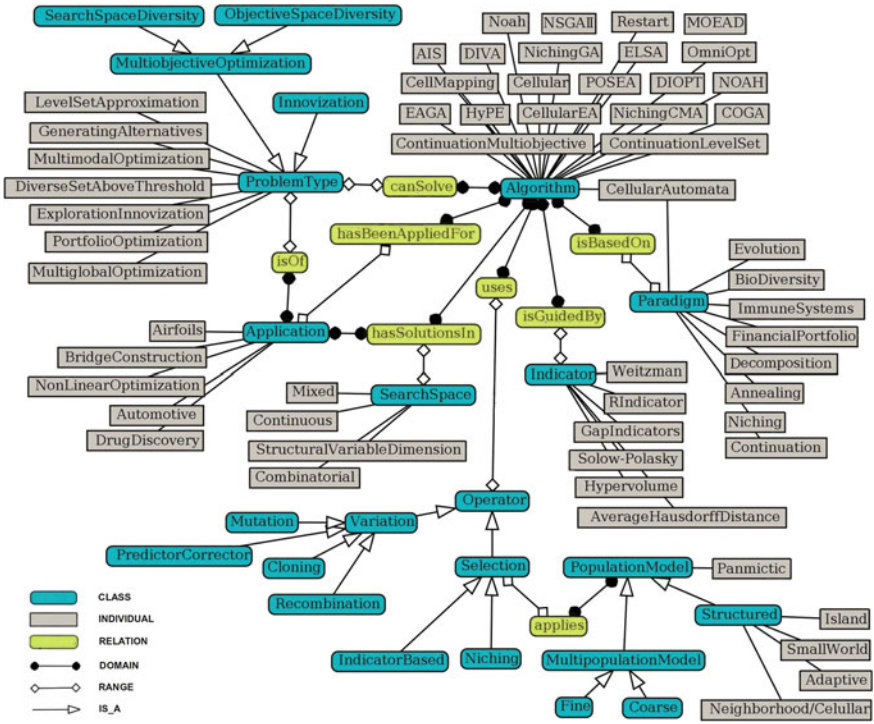 SearchSpaceDiversity
ObjectiveSpaceDiversity
MultiobjectiveOptimization
Innovization
LevelSetApproximation
GeneratingAlternatives
MultimodalOptimization
DiverseSetAboveThreshold
ExplorationInnovization
PortfolioOptimization
MultiglobalOptimization
ProblemType
canSolve
Noah
NSGAII
Restart
MOEAD
AIS
DIVA
NichingGA
ELSA
OmniOpt
CellMapping
Cellular
POSEA
DIOPT
NOAH
EAGA
HyPE
CellularEA
NichingCMA
COGA
ContinuationMultiobjective
ContinuationLevelSet
Algorithm
CellularAutomata
hasBeenAppliedFor
isBasedOn
isOf
uses
isGuidedBy
Evolution
BioDiversity
Paradigm
ImmuneSystems
FinancialPortfolio
Decomposition
Annealing
Niching
Continuation
Airfoils
Application
hasSolutionsIn
BridgeConstruction
NonLinearOptimization
Automotive
DrugDiscovery
Mixed
SearchSpace
Continuous
StructuralVariableDimension
Combinatorial
Indicator
Weitzman
RIndicator
GapIndicators
Solow-Polasky
Hypervolume
AverageHausdorffDistance
Operator
Mutation
Variation
PredictorCorrector
Cloning
Recombination
Selection
PopulationModel
Panmictic
applies
Structured
Island
SmallWorld
Adaptive
Neighborhood/Celullar
IndicatorBased
Niching
MultipopulationModel
Fine
Coarse
CLASS
INDIVIDUAL
RELATION
DOMAIN
RANGE
IS_A